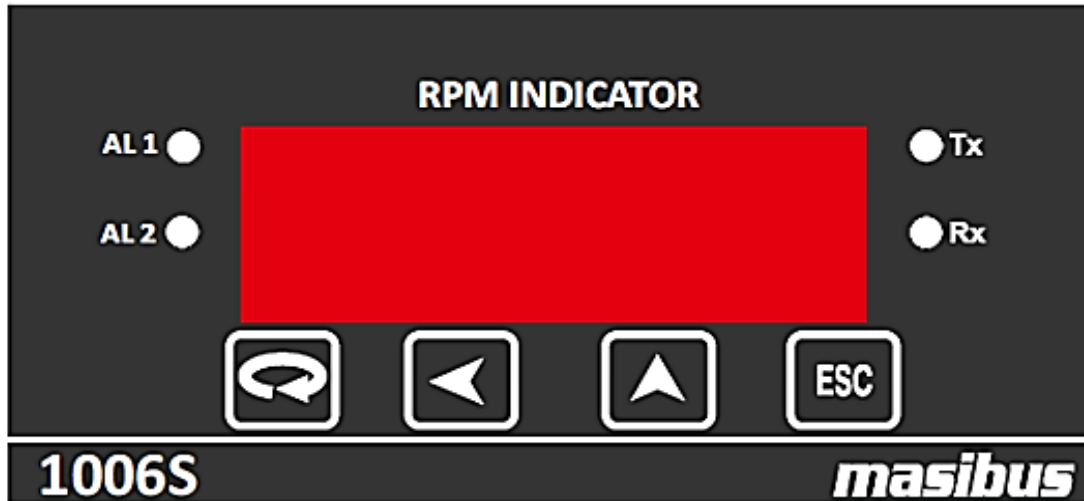 RPM INDICATOR
AL 1
Tx
AL 2
Rx
ESC
1006S
masibus